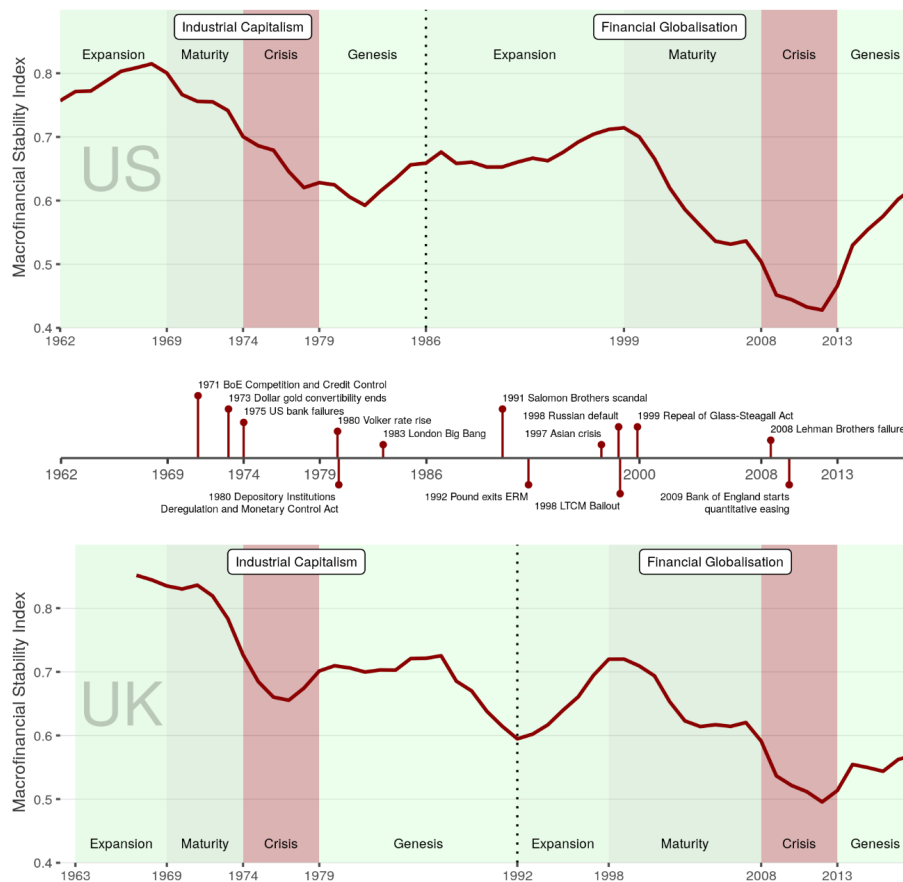 Industrial Capitalism
Financial Globalisation
Expansion
Maturity
Crisis
Genesis
Expansion
Maturity
Crisis
Genesis
Macrofinancial Stability Index
0.8
0.7
0.6
0.5
0.4
US
1962
1969
1974
1979
1986
1999
2008
2013
1971 BoE Competition and Credit Control
1973 Dollar gold convertibility ends
1975 US bank failures
1980 Volker rate rise
1983 London Big Bang
1991 Salomon Brothers scandal
1998 Russian default
1999 Repeal of Glass-Steagall Act
1997 Asian crisis
2008 Lehman Brothers failure
1962
1969
1974
1979
1986
2000
2008
2013
1980 Depository Institutions
Deregulation and Monetary Control Act
1992 Pound exits ERM
1998 LTCM Bailout
2009 Bank of England starts
quantitative easing
Industrial Capitalism
Financial Globalisation
Macrofinancial Stability Index
0.8
0.7
0.6
0.5
0.4
UK
Expansion
Maturity
Crisis
Genesis
Expansion
Maturity
Crisis
Genesis
1963
1969
1974
1979
1992
1998
2008
2013